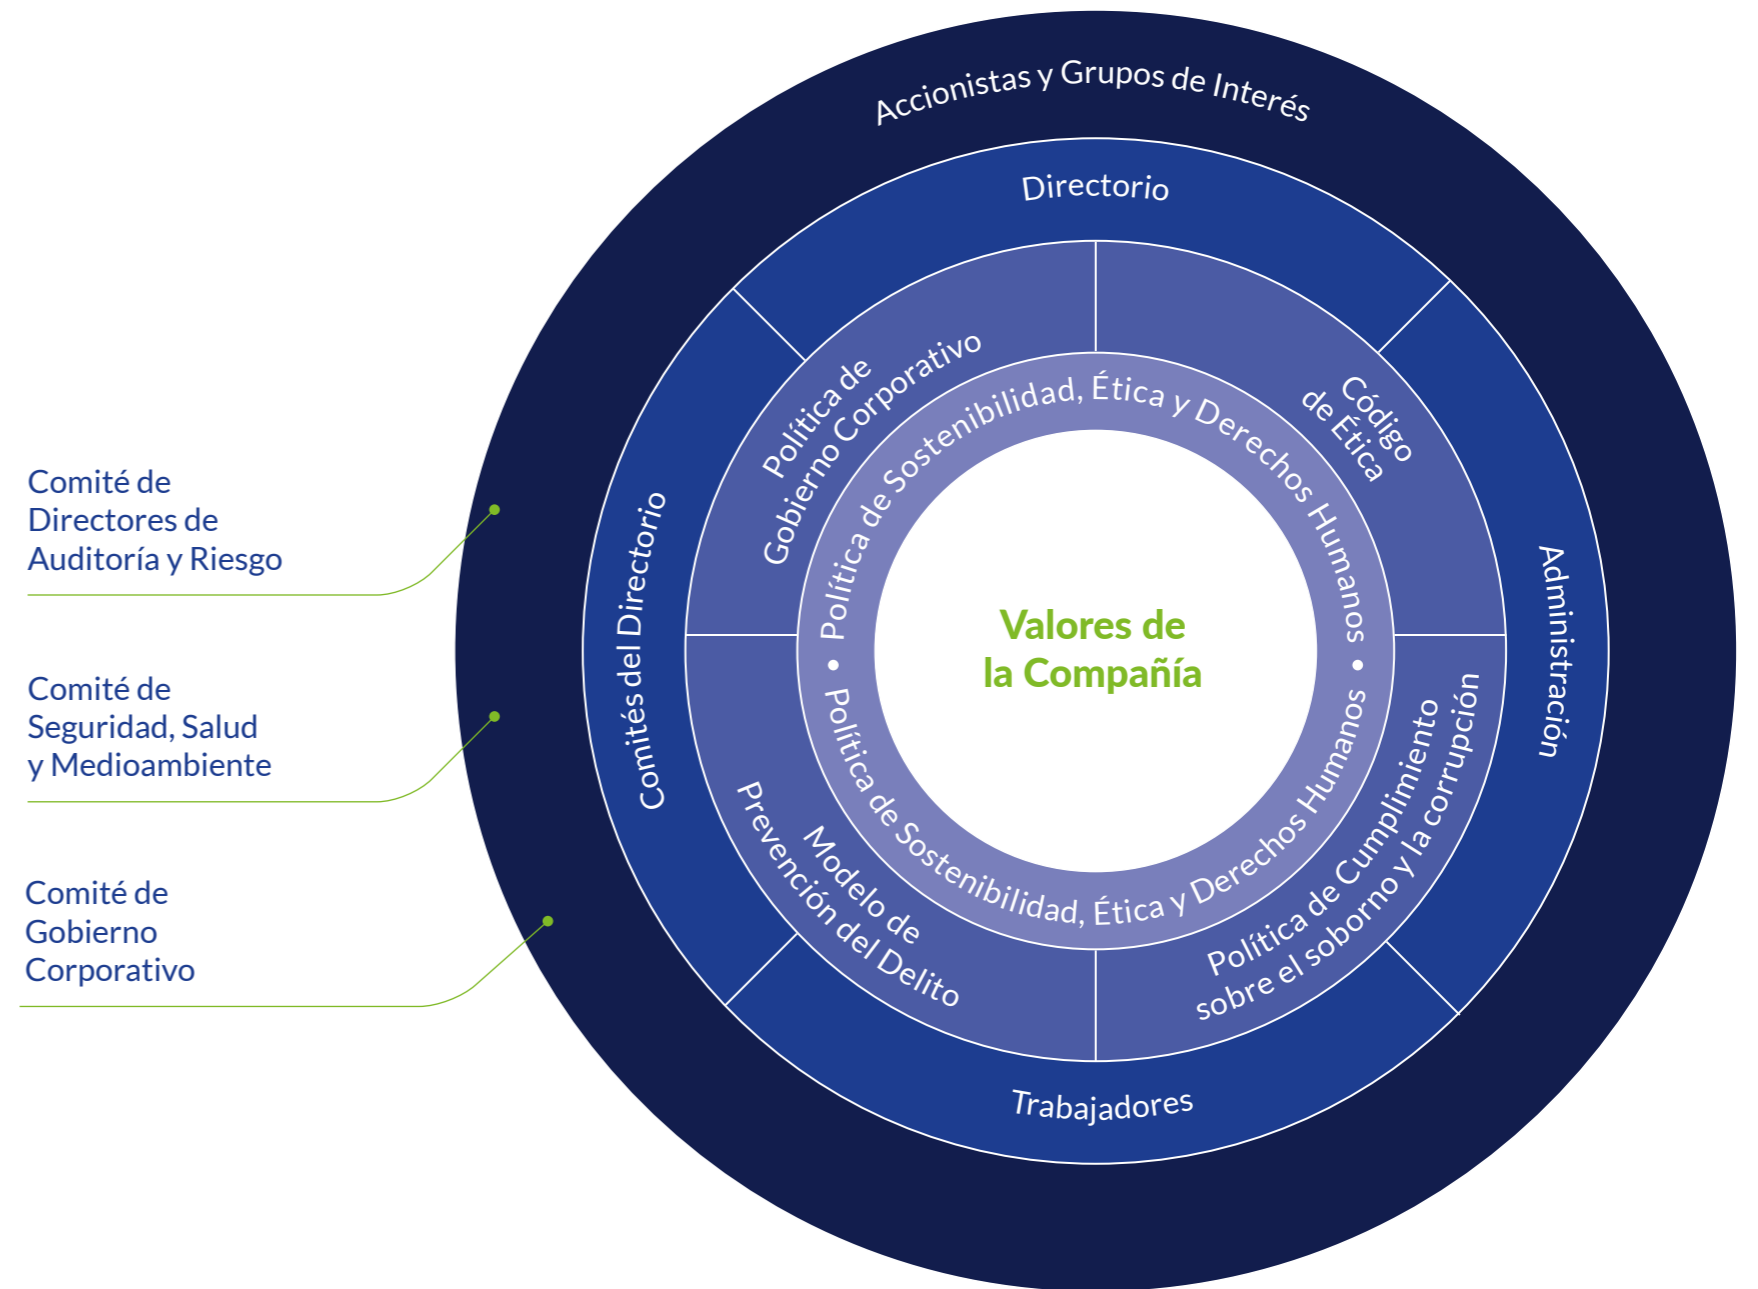 Accionistas y Grupos de Interés
Directorio
Política de
Gobierno Corporativo
Código
de Ética
• Política de Sostenibilidad, Ética y Derechos Humanos •
Política de Sostenibilidad, Ética y Derechos Humanos
Valores de
la Compañía
Comités del Directorio
Administración
Modelo de
Prevención del Delito
Política de Cumplimiento
sobre el soborno y la corrupción
Trabajadores
Comité de
Directores de
Auditoría y Riesgo
Comité de
Seguridad, Salud
y Medioambiente
Comité de
Gobierno
Corporativo